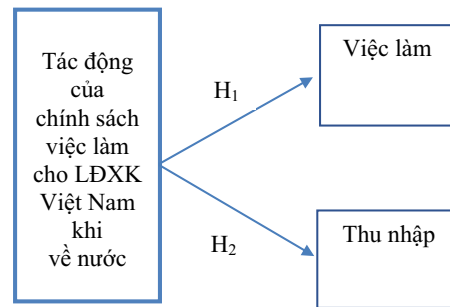 Tác động
của
chính sách
việc làm
cho LĐXK
Việt Nam
khi
về nước
H₁
Việc làm
H₂
Thu nhập